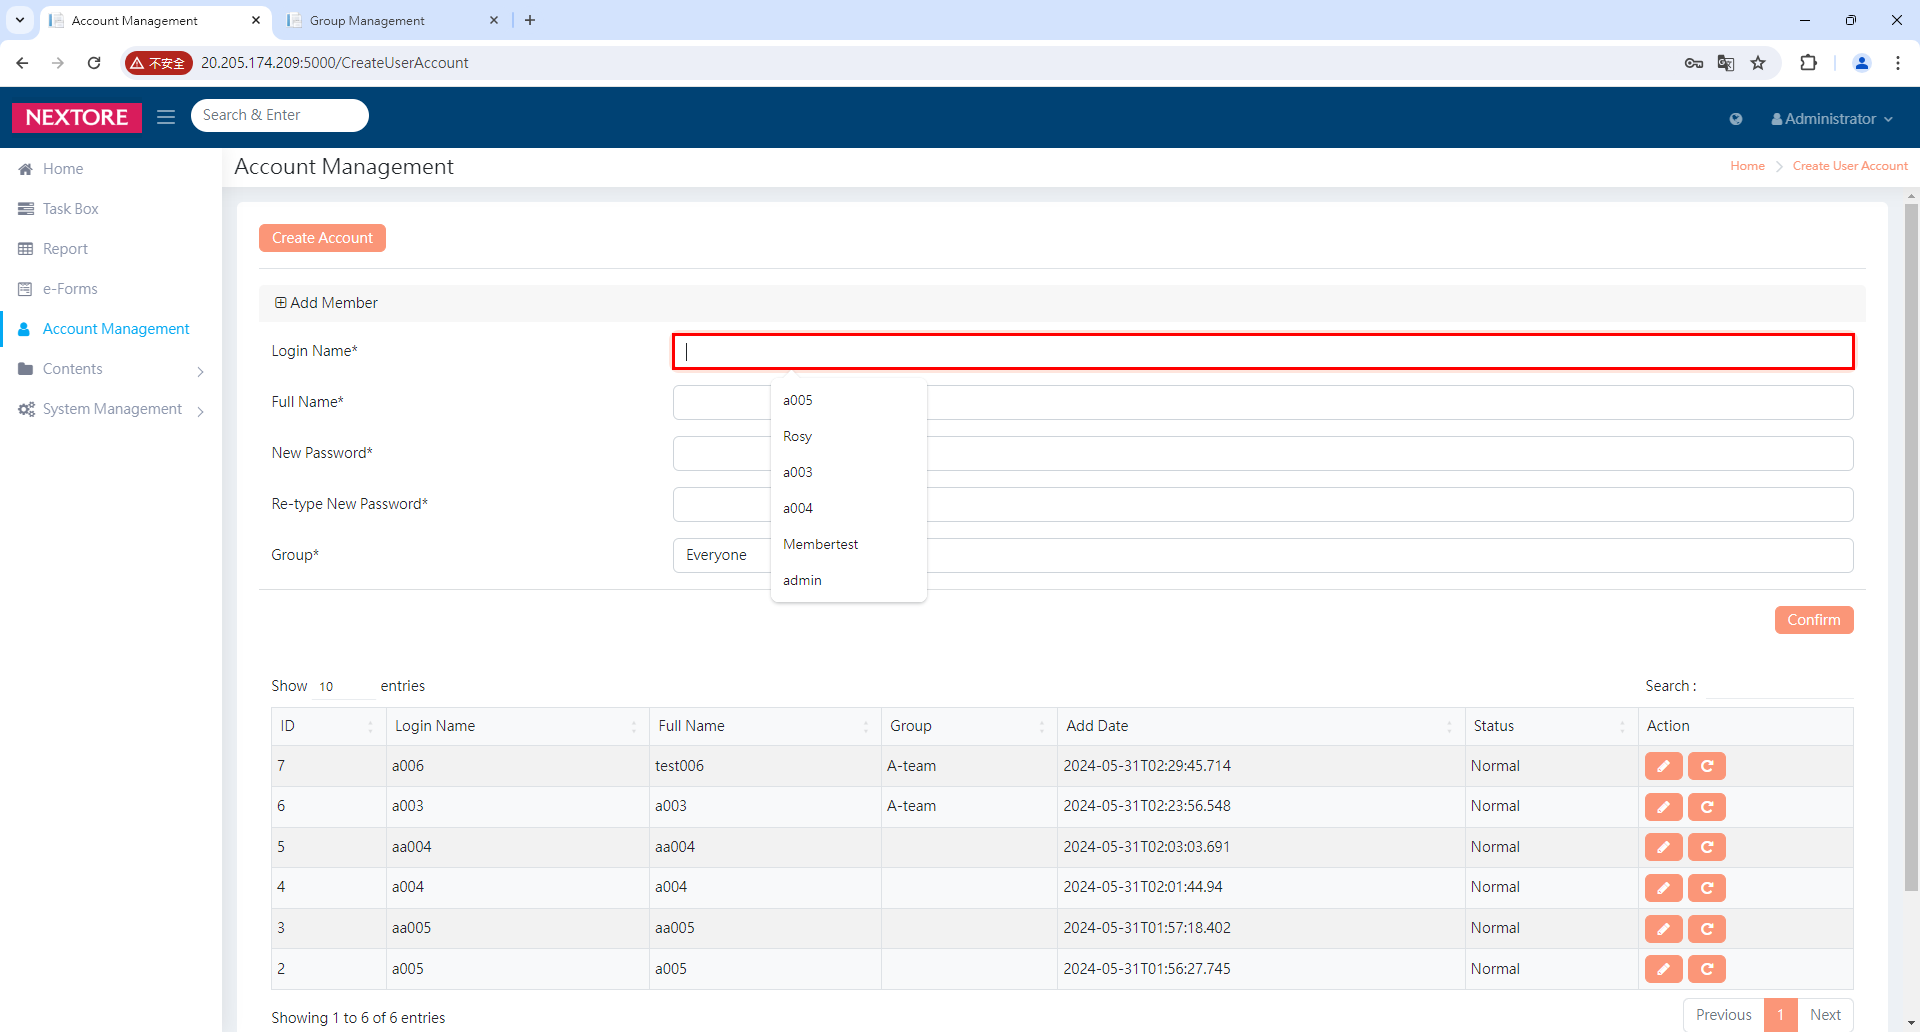 Account Management
Group Management
不安全
20.205.174.209:5000/CreateUserAccount
NEXTORE
Search & Enter
Administrator
Home
Task Box
Report
e-Forms
Account Management
Contents
System Management
Account Management
Home
Create User Account
Create Account
Add Member
Login Name*
Full Name*
New Password*
Re-type New Password*
Group*
Everyone
a005
Rosy
a003
a004
Membertest
admin
Confirm
Show 10 entries
Search :
ID Login Name Full Name Group Add Date Status Action
7 a006 test006 A-team 2024-05-31T02:29:45.714 Normal
6 a003 a003 A-team 2024-05-31T02:23:56.548 Normal
5 aa004 aa004 2024-05-31T02:03:03.691 Normal
4 a004 a004 2024-05-31T02:01:44.94 Normal
3 aa005 aa005 2024-05-31T01:57:18.402 Normal
2 a005 a005 2024-05-31T01:56:27.745 Normal
Showing 1 to 6 of 6 entries
Previous 1 Next